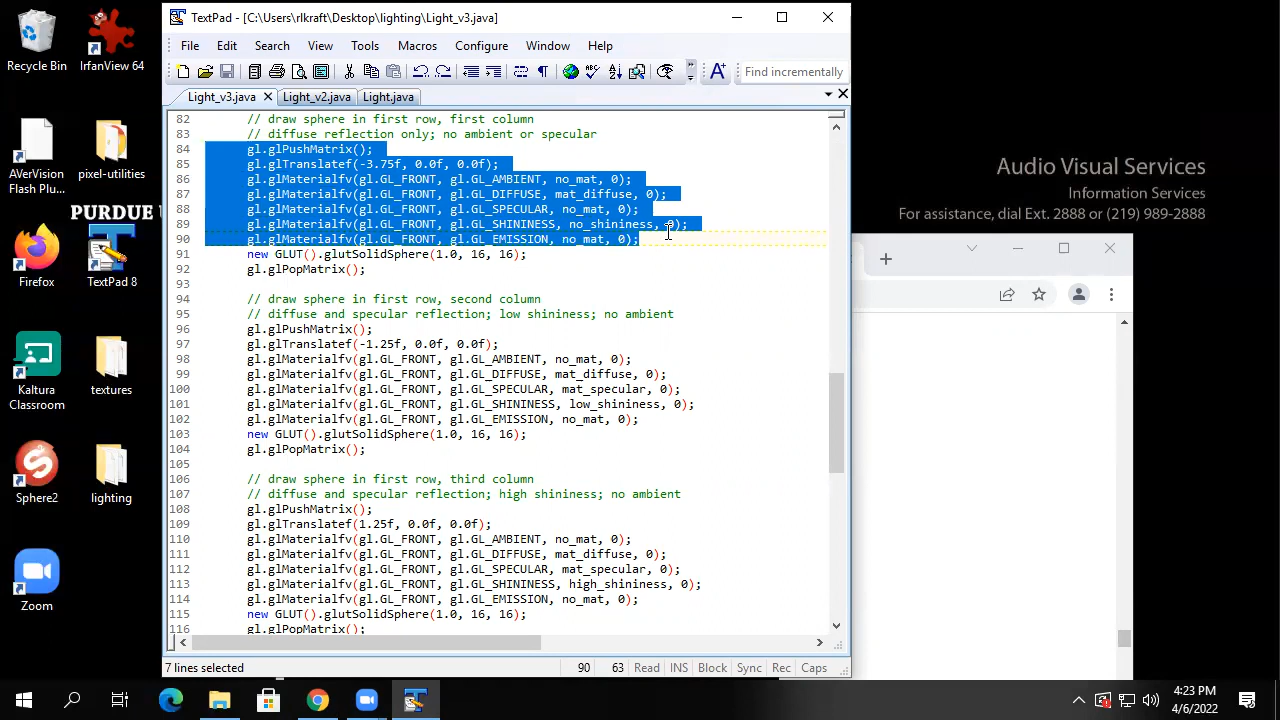 TextPad - [C:\Users\rlkraft\Desktop\lighting\Light_v3.java]
File Edit Search View Tools Macros Configure Window Help
Find incrementally
Light_v3.java Light_v2.java Light.java
82 // draw sphere in first row, first column
83 // diffuse reflection only; no ambient or specular
84 gl.glPushMatrix();
85 gl.glTranslatef(-3.75f, 0.0f, 0.0f);
86 gl.glMaterialfv(gl.GL_FRONT, gl.GL_AMBIENT, no_mat, 0);
87 gl.glMaterialfv(gl.GL_FRONT, gl.GL_DIFFUSE, mat_diffuse, 0);
88 gl.glMaterialfv(gl.GL_FRONT, gl.GL_SPECULAR, no_mat, 0);
89 gl.glMaterialfv(gl.GL_FRONT, gl.GL_SHININESS, no_shininess, 0);
90 gl.glMaterialfv(gl.GL_FRONT, gl.GL_EMISSION, no_mat, 0);
91 new GLUT().glutSolidSphere(1.0, 16, 16);
92 gl.glPopMatrix();
93
94 // draw sphere in first row, second column
95 // diffuse and specular reflection; low shininess; no ambient
96 gl.glPushMatrix();
97 gl.glTranslatef(-1.25f, 0.0f, 0.0f);
98 gl.glMaterialfv(gl.GL_FRONT, gl.GL_AMBIENT, no_mat, 0);
99 gl.glMaterialfv(gl.GL_FRONT, gl.GL_DIFFUSE, mat_diffuse, 0);
100 gl.glMaterialfv(gl.GL_FRONT, gl.GL_SPECULAR, mat_specular, 0);
101 gl.glMaterialfv(gl.GL_FRONT, gl.GL_SHININESS, low_shininess, 0);
102 gl.glMaterialfv(gl.GL_FRONT, gl.GL_EMISSION, no_mat, 0);
103 new GLUT().glutSolidSphere(1.0, 16, 16);
104 gl.glPopMatrix();
105
106 // draw sphere in first row, third column
107 // diffuse and specular reflection; high shininess; no ambient
108 gl.glPushMatrix();
109 gl.glTranslatef(1.25f, 0.0f, 0.0f);
110 gl.glMaterialfv(gl.GL_FRONT, gl.GL_AMBIENT, no_mat, 0);
111 gl.glMaterialfv(gl.GL_FRONT, gl.GL_DIFFUSE, mat_diffuse, 0);
112 gl.glMaterialfv(gl.GL_FRONT, gl.GL_SPECULAR, mat_specular, 0);
113 gl.glMaterialfv(gl.GL_FRONT, gl.GL_SHININESS, high_shininess, 0);
114 gl.glMaterialfv(gl.GL_FRONT, gl.GL_EMISSION, no_mat, 0);
115 new GLUT().glutSolidSphere(1.0, 16, 16);
116 gl.glPopMatrix();
7 lines selected 90 63 Read INS Block Sync Rec Caps
Recycle Bin
IrfanView 64
AVerVision Flash Plu...
pixel-utilities
PURDUE
Firefox
TextPad 8
Kaltura Classroom
textures
Sphere2
lighting
Zoom
Audio Visual Services
Information Services
For assistance, dial Ext. 2888 or (219) 989-2888
4:23 PM
4/6/2022